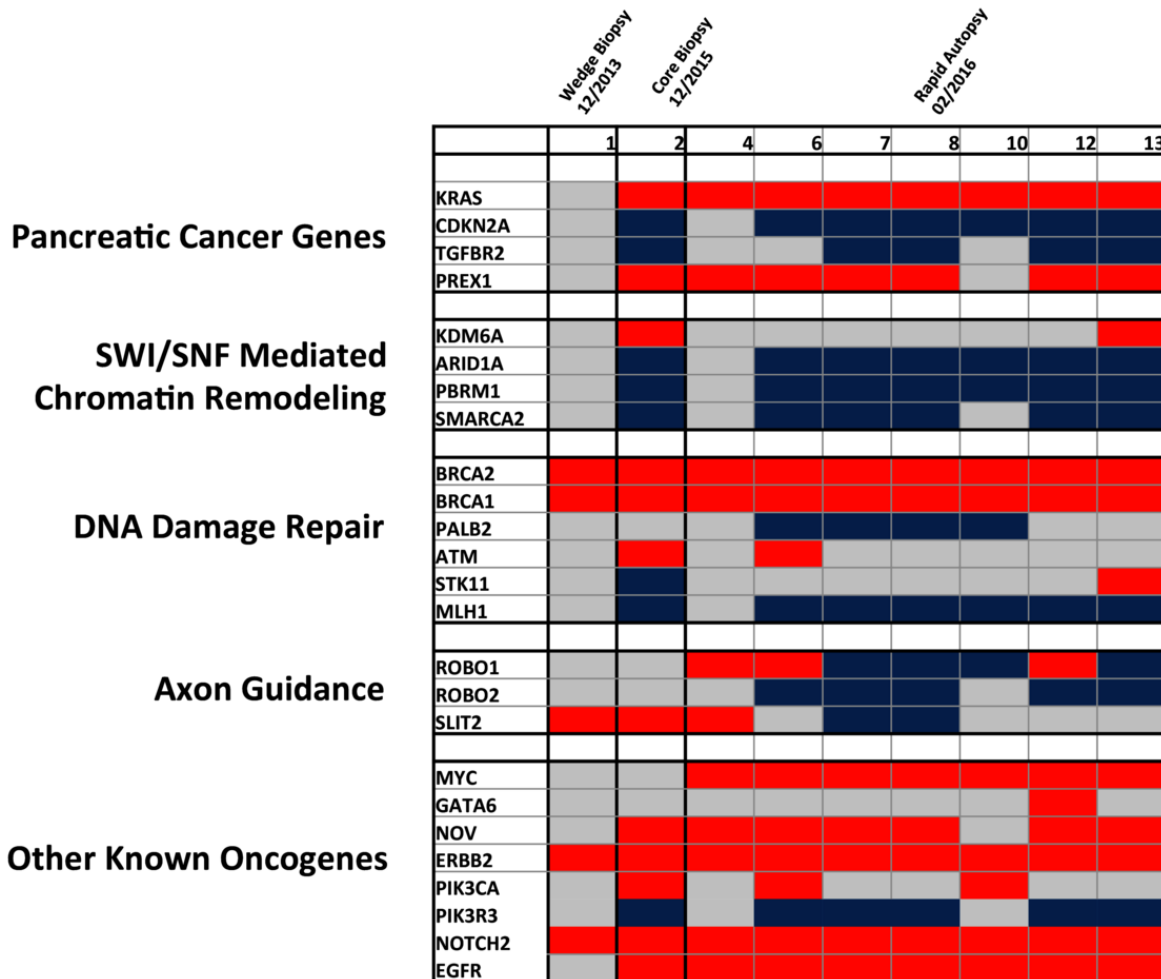 Wedge Biopsy
12/2013
Core Biopsy
12/2015
Rapid Autopsy
02/2016
1 2 4 6 7 8 10 12 13
Pancreatic Cancer Genes
KRAS
CDKN2A
TGFBR2
PREX1
SWI/SNF Mediated
Chromatin Remodeling
KDM6A
ARID1A
PBRM1
SMARCA2
DNA Damage Repair
BRCA2
BRCA1
PALB2
ATM
STK11
MLH1
Axon Guidance
ROBO1
ROBO2
SLIT2
Other Known Oncogenes
MYC
GATA6
NOV
ERBB2
PIK3CA
PIK3R3
NOTCH2
EGFR